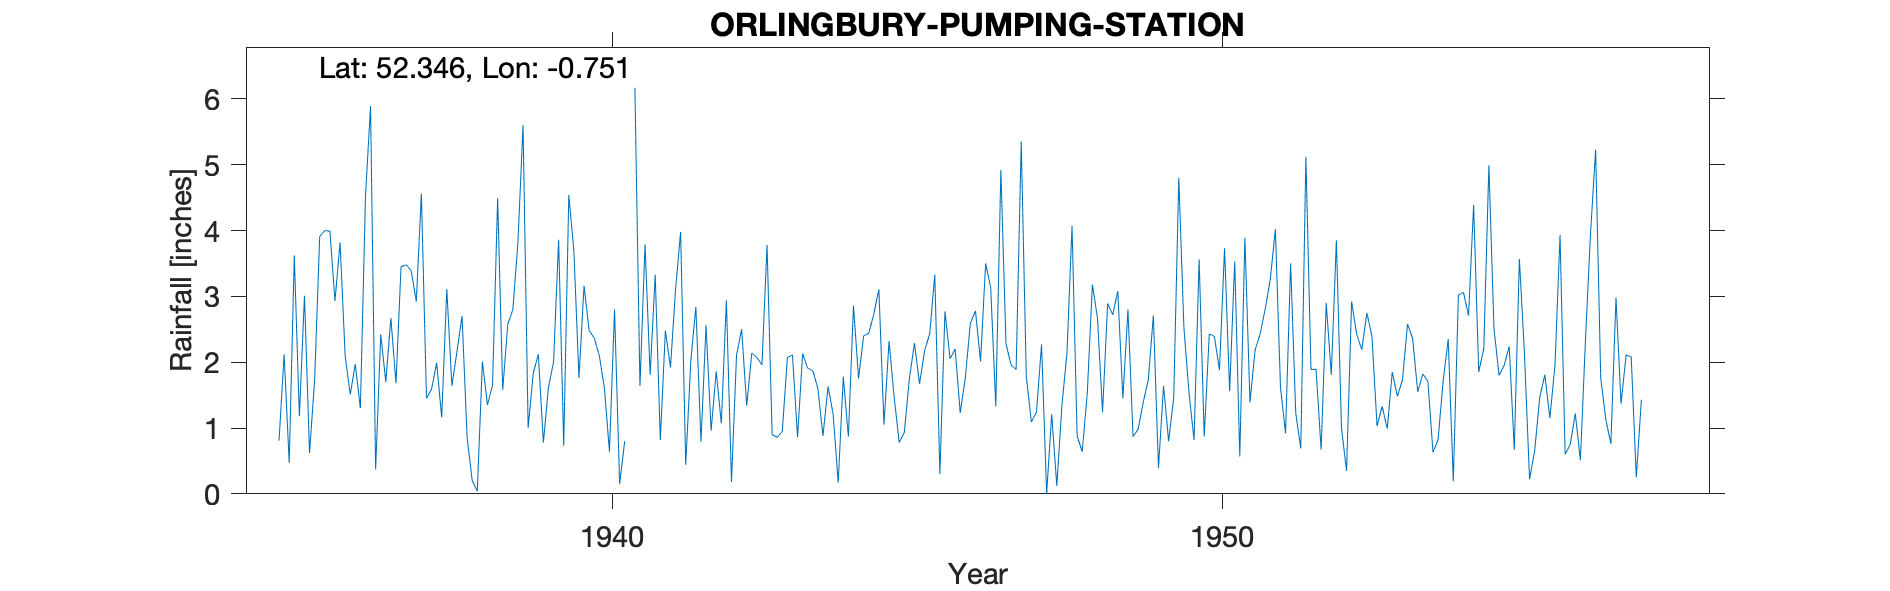 ORLINGBURY-PUMPING-STATION
Lat: 52.346, Lon: -0.751
6
5
4
3
2
1
0
Rainfall [inches]
1940 1950
Year